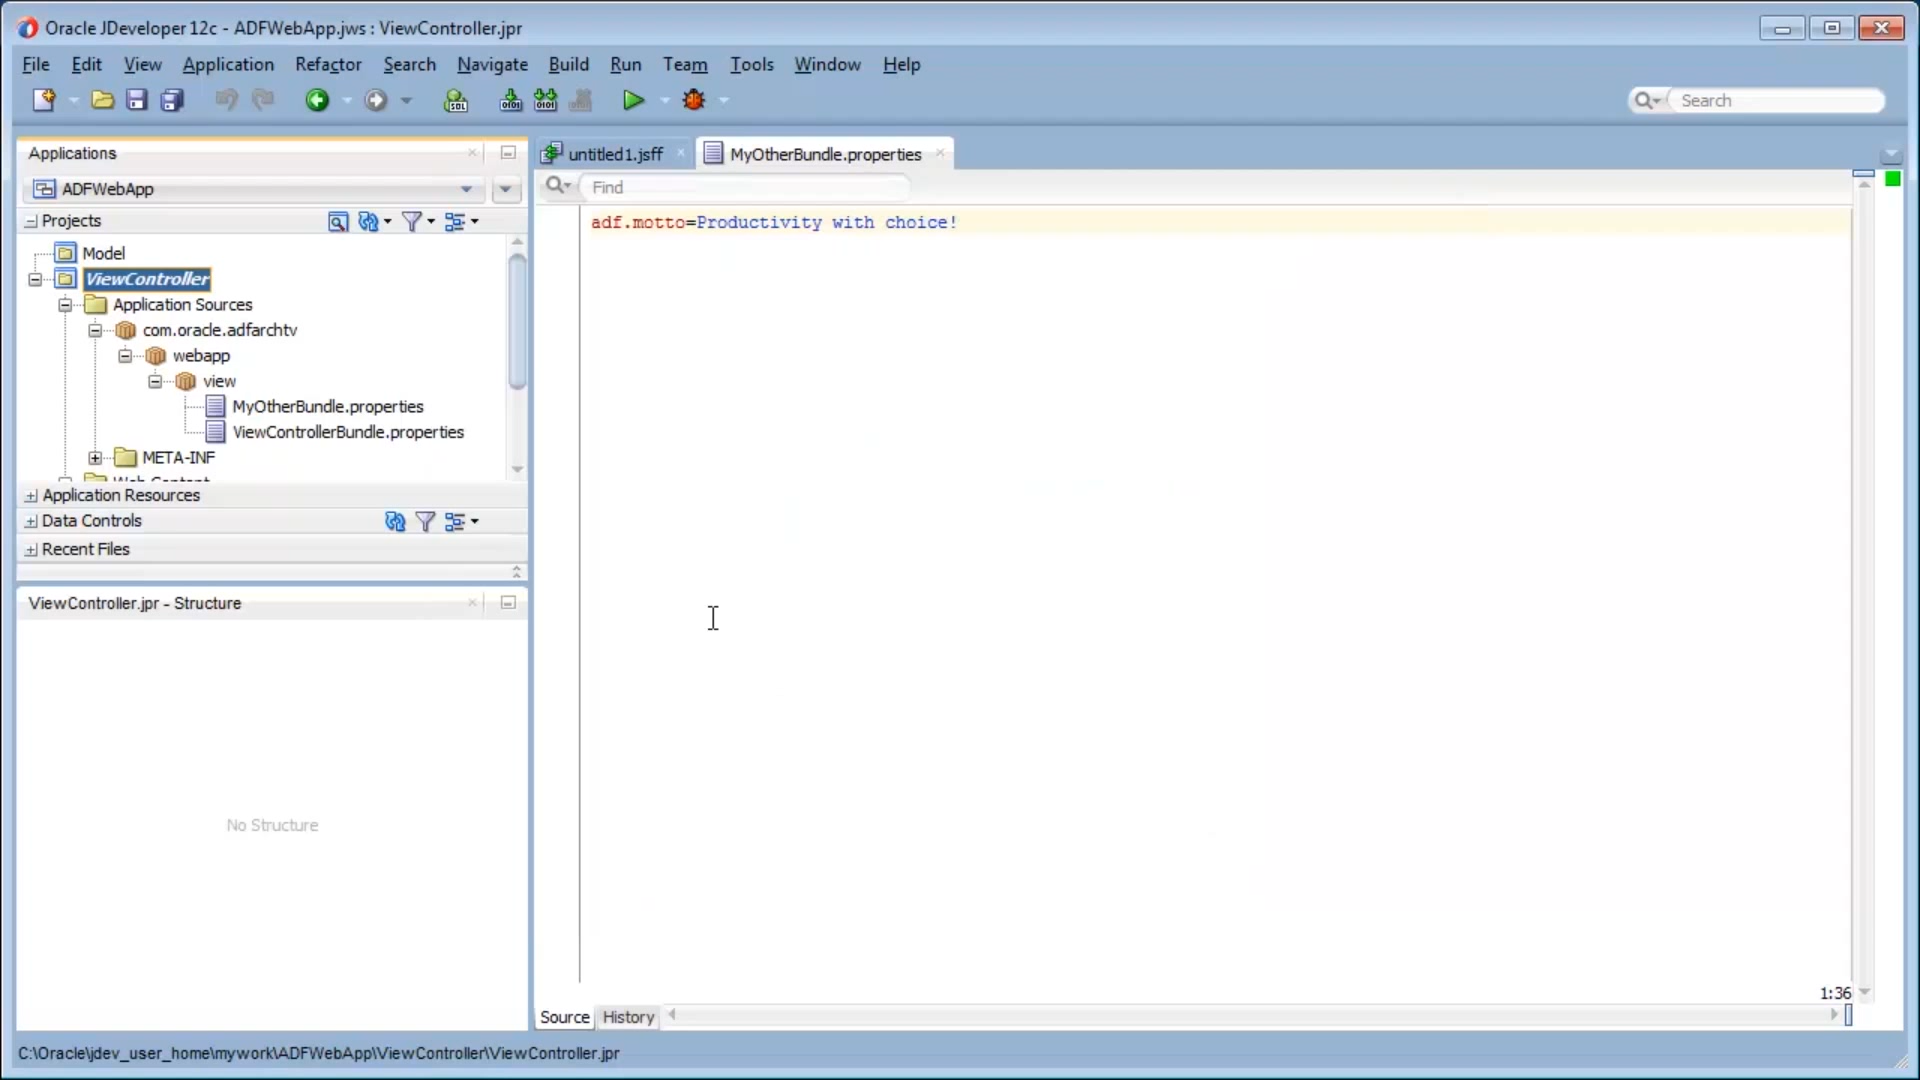 Oracle JDeveloper 12c - ADFWebApp.jws : ViewController.jpr
File Edit View Application Refactor Search Navigate Build Run Team Tools Window Help
Search
Applications
ADFWebApp
Projects
Model
ViewController
Application Sources
com.oracle.adfarchtv
webapp
view
MyOtherBundle.properties
ViewControllerBundle.properties
META-INF
Web Content
Application Resources
Data Controls
Recent Files
ViewController.jpr - Structure
No Structure
untitled1.jsff
MyOtherBundle.properties
Find
adf.motto=Productivity with choice!
1:36
Source History
C:\Oracle\jdev_user_home\mywork\ADFWebApp\ViewController\ViewController.jpr